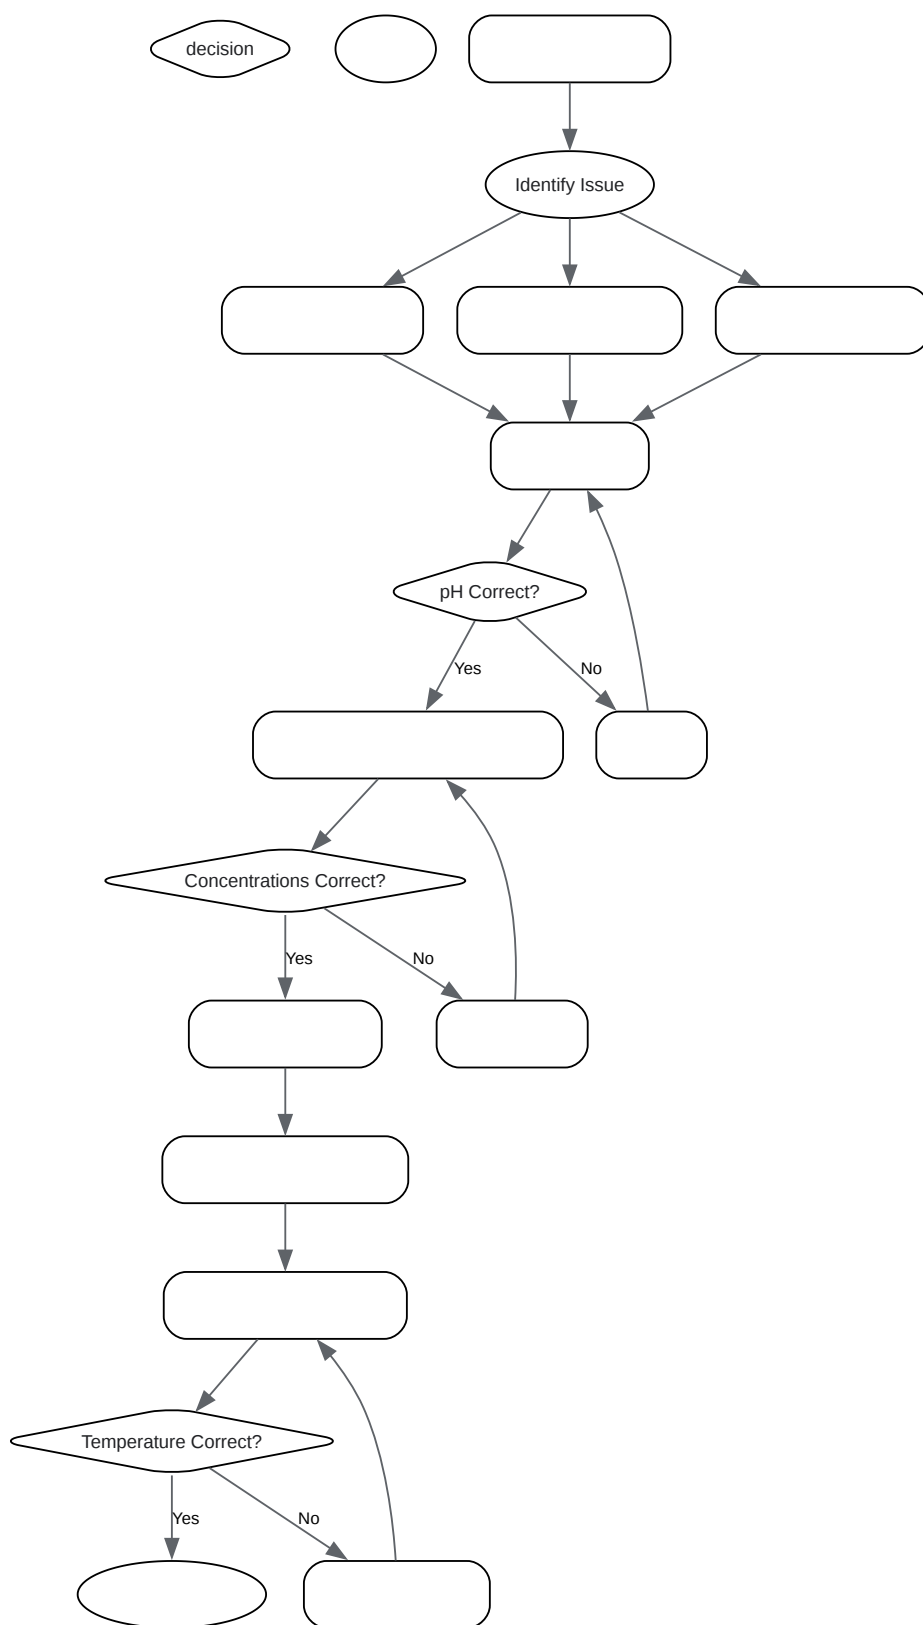 decision
Identify Issue
pH Correct?
Yes
No
Concentrations Correct?
Yes
No
Temperature Correct?
Yes
No